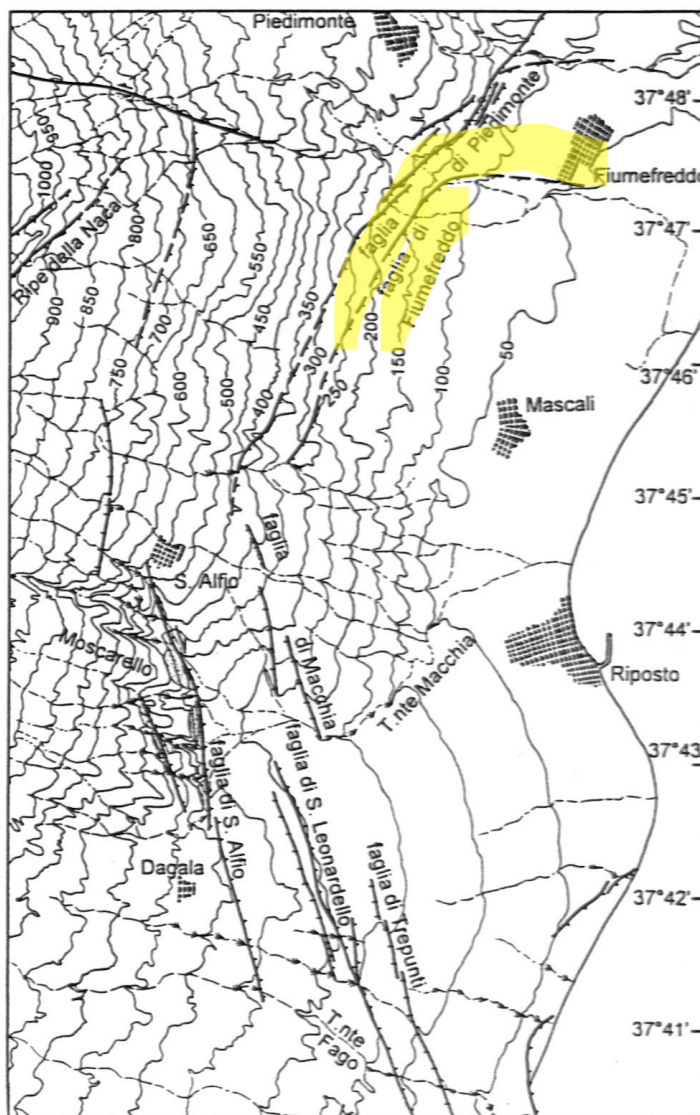 Piedimonte
37°48'
faglia di Piedimonte
Fiumefreddo
950
1000
Ripe della Naca
800
650
550
37°47'
faglia di
Fiumefreddo
900
850
700
450
350
200
150
50
750
600
500
400
300
250
100
37°46'
Mascali
37°45'
faglia
S. Alfio
37°44'
Moscarello
di Macchia
T.nte Macchia
Riposto
37°43'
faglia di S. Alfio
faglia di S. Leonardello
Dagala
faglia di Trepunti
37°42'
37°41'
T.nte
Fago